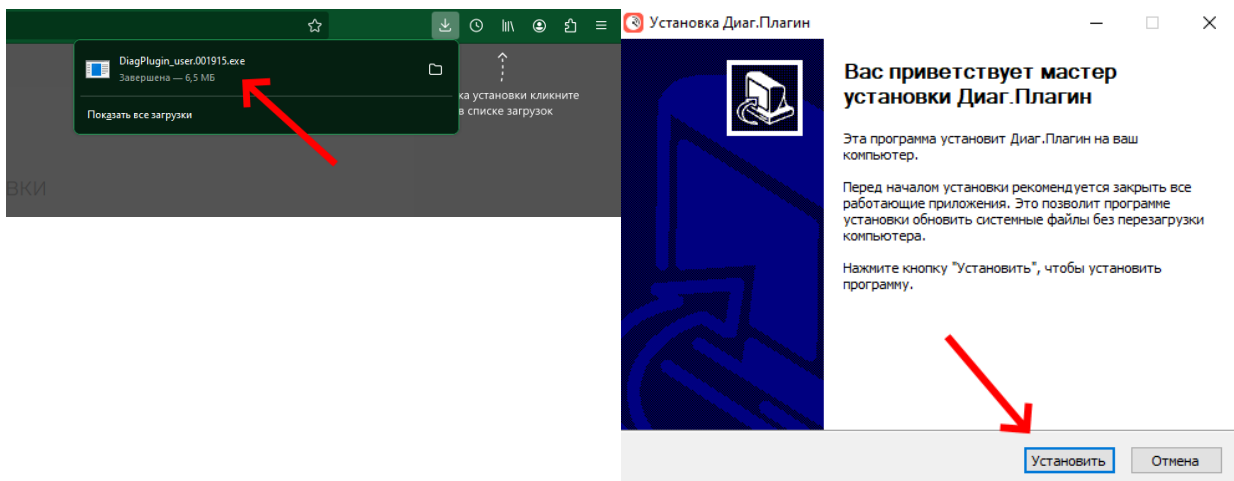 DiagPlugin_user.001915.exe
Завершена — 6,5 МБ
Показать все загрузки
ка установки кликните
в списке загрузок
вки
Установка Диаг.Плагин
Вас приветствует мастер
установки Диаг.Плагин
Эта программа установит Диаг.Плагин на ваш
компьютер.
Перед началом установки рекомендуется закрыть все
работающие приложения. Это позволит программе
установки обновить системные файлы без перезагрузки
компьютера.
Нажмите кнопку "Установить", чтобы установить
программу.
Установить
Отмена